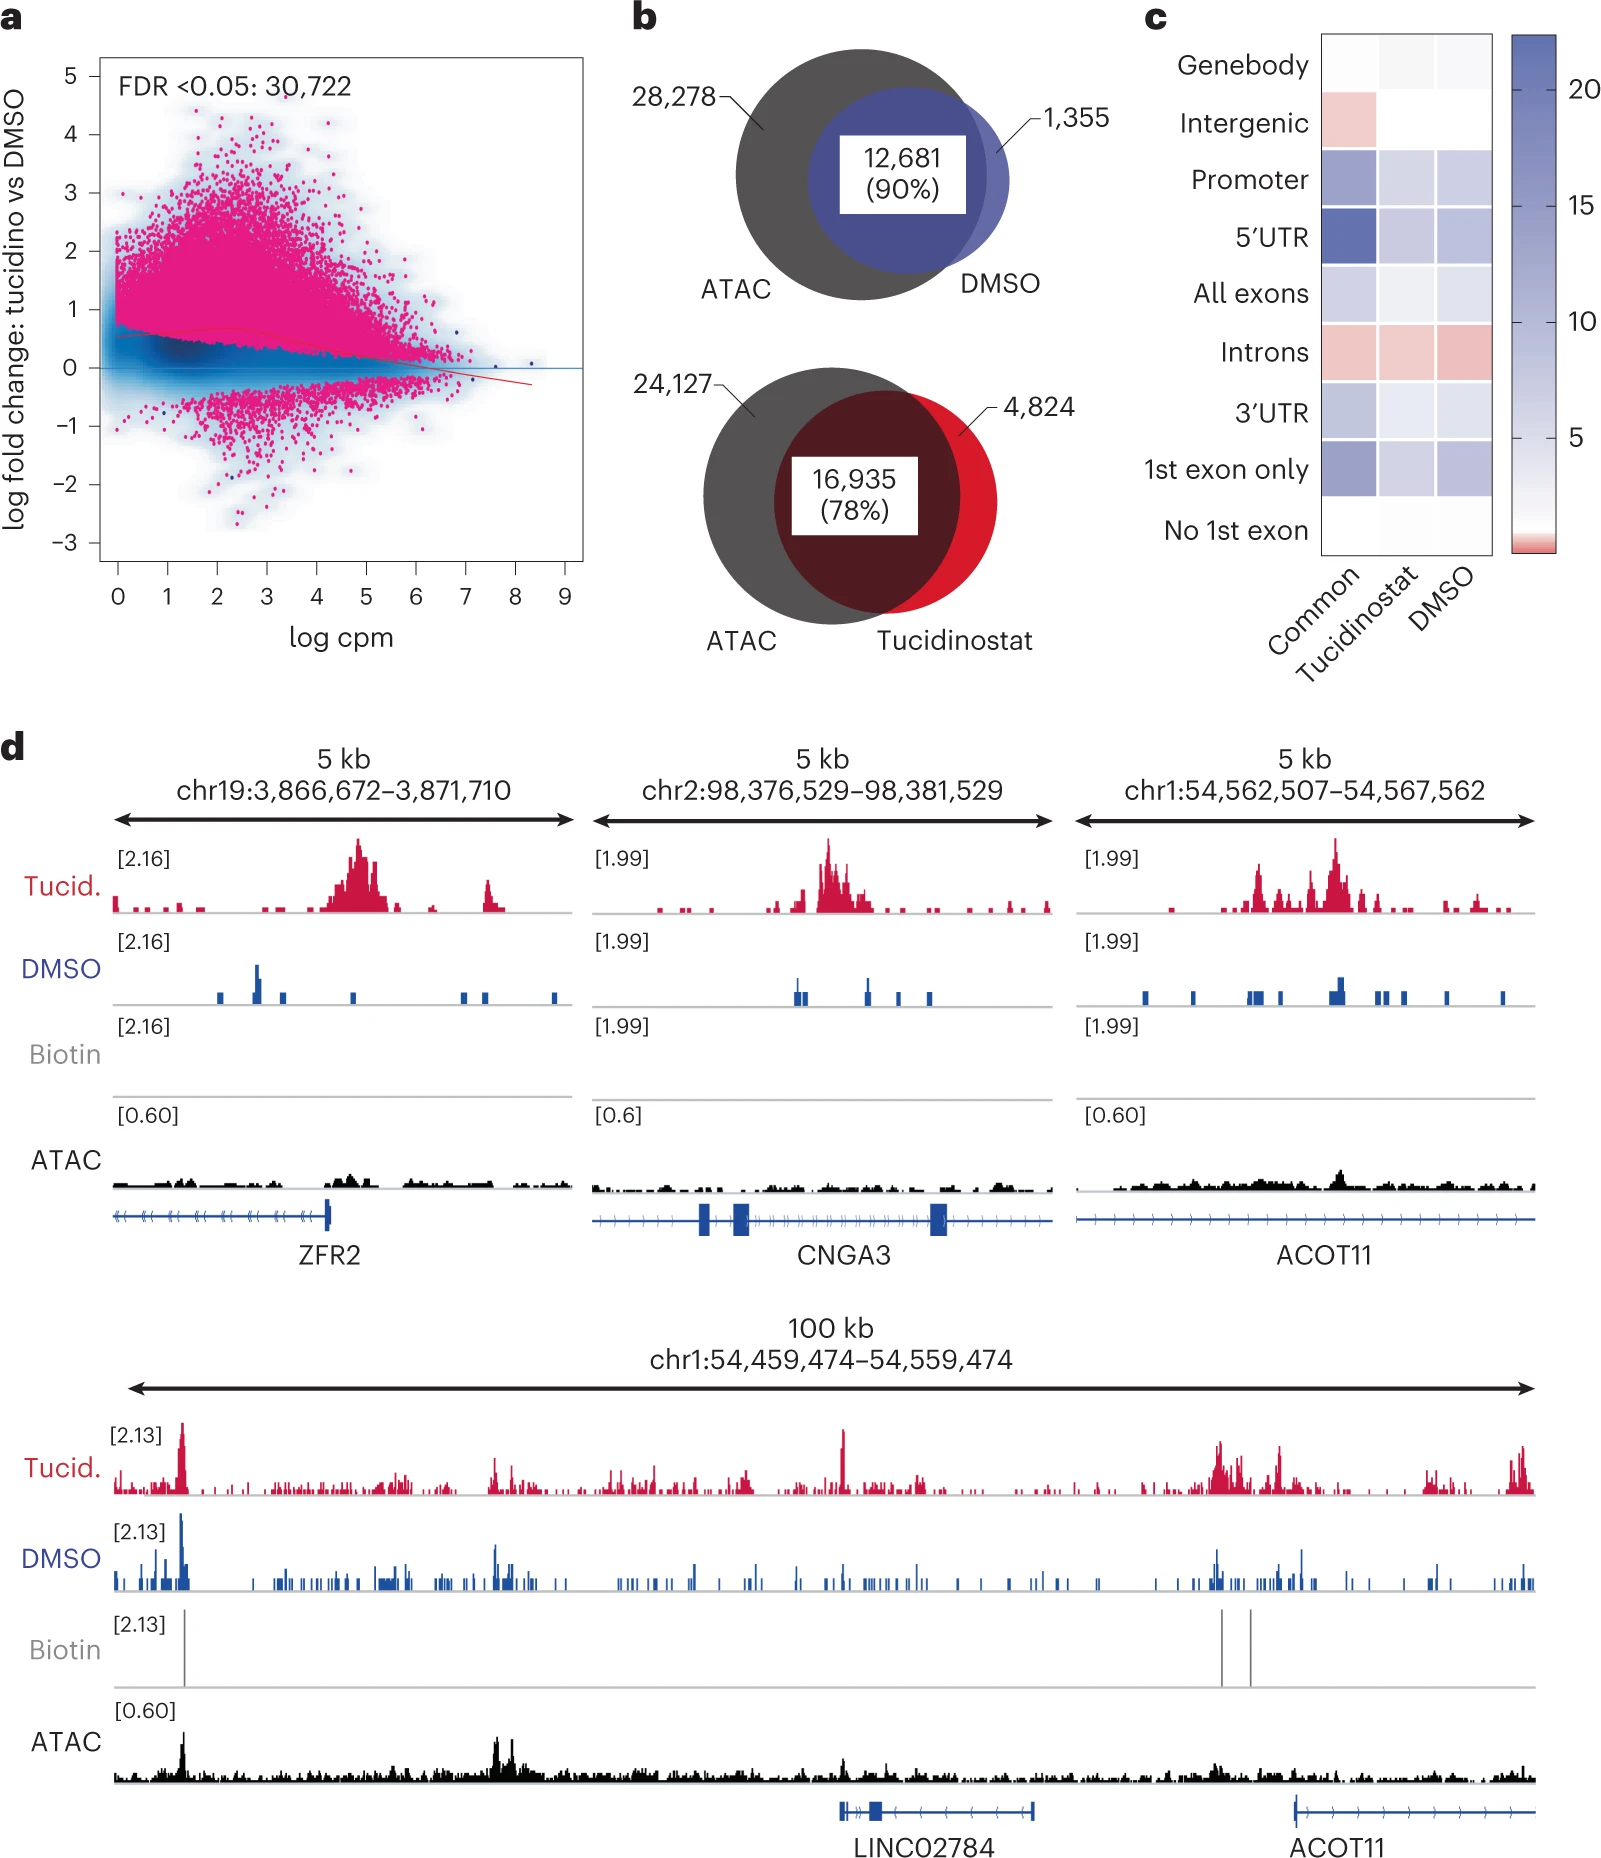 a
FDR <0.05: 30,722
log fold change: tucidino vs DMSO
5
4
3
2
1
0
−1
−2
−3
0 1 2 3 4 5 6 7 8 9
log cpm
b
28,278
1,355
12,681
(90%)
ATAC
DMSO
24,127
4,824
16,935
(78%)
ATAC
Tucidinostat
c
Genebody
Intergenic
Promoter
5′UTR
All exons
Introns
3′UTR
1st exon only
No 1st exon
Common
Tucidinostat
DMSO
20
15
10
5
d
5 kb
chr19:3,866,672–3,871,710
5 kb
chr2:98,376,529–98,381,529
5 kb
chr1:54,562,507–54,567,562
Tucid.
[2.16]
[1.99]
[1.99]
DMSO
[2.16]
[1.99]
[1.99]
Biotin
[2.16]
[1.99]
[1.99]
ATAC
[0.60]
[0.6]
[0.60]
ZFR2
CNGA3
ACOT11
100 kb
chr1:54,459,474–54,559,474
Tucid.
[2.13]
DMSO
[2.13]
Biotin
[2.13]
ATAC
[0.60]
LINC02784
ACOT11